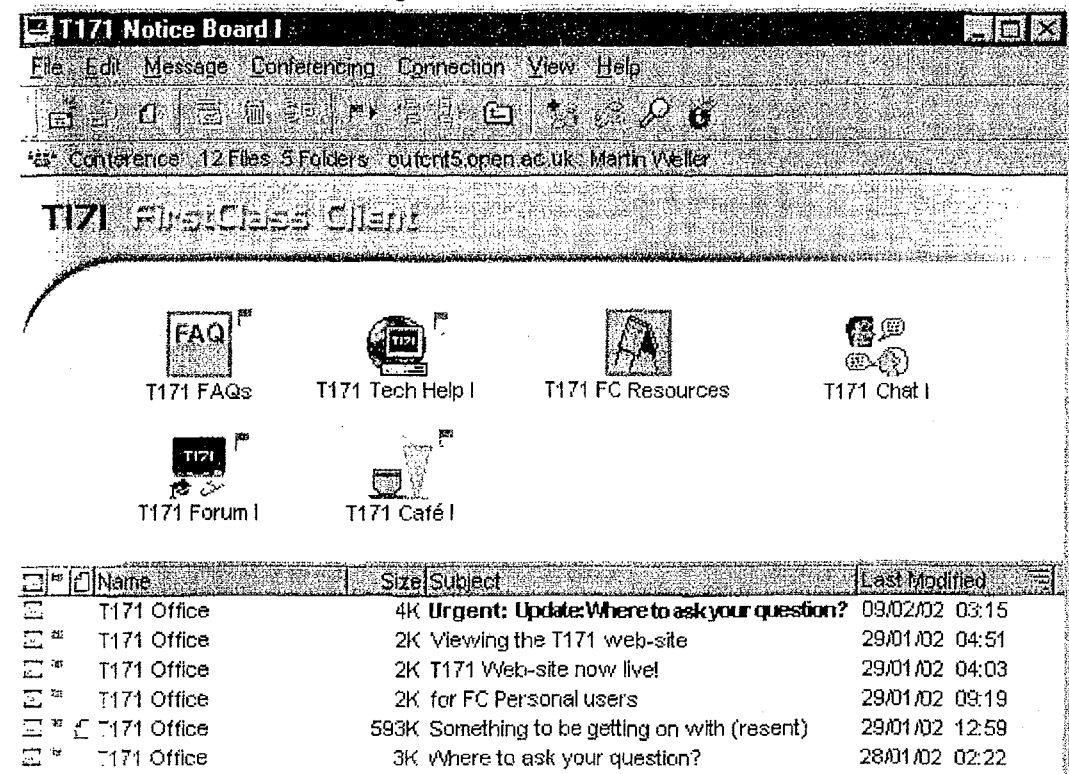 T171 Notice Board I
File Edit Message Conferencing Connection View Help
Conference 12 Files 5 Folders oufcnt5.open.ac.uk : Martin Weller
T171 FirstClass Client
FAQ
T171
T171 FAQs T171 Tech Help I T171 FC Resources T171 Chat I
T171
T171 Forum I T171 Café I
Name Size Subject Last Modified
T171 Office 4K Urgent: Update:Where to ask your question? 09/02/02 03:15
T171 Office 2K Viewing the T171 web-site 29/01/02 04:51
T171 Office 2K T171 Web-site now live! 29/01/02 04:03
T171 Office 2K for FC Personal users 29/01/02 09:19
T171 Office 593K Something to be getting on with (resent) 29/01/02 12:59
T171 Office 3K Where to ask your question? 28/01/02 02:22